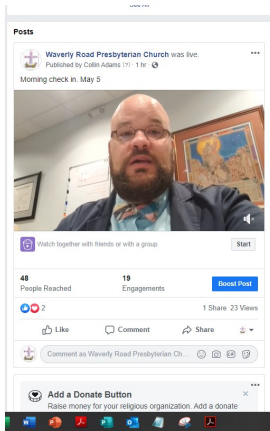 Posts
Waverly Road Presbyterian Church was live.
Published by Collin Adams [?] · 1 hr ·
Morning check in. May 5
Watch together with friends or with a group
Start
48
People Reached
19
Engagements
Boost Post
2
1 Share 23 Views
Like
Comment
Share
Comment as Waverly Road Presbyterian Ch...
GIF
Add a Donate Button
Raise money for your religious organization. Add a donate